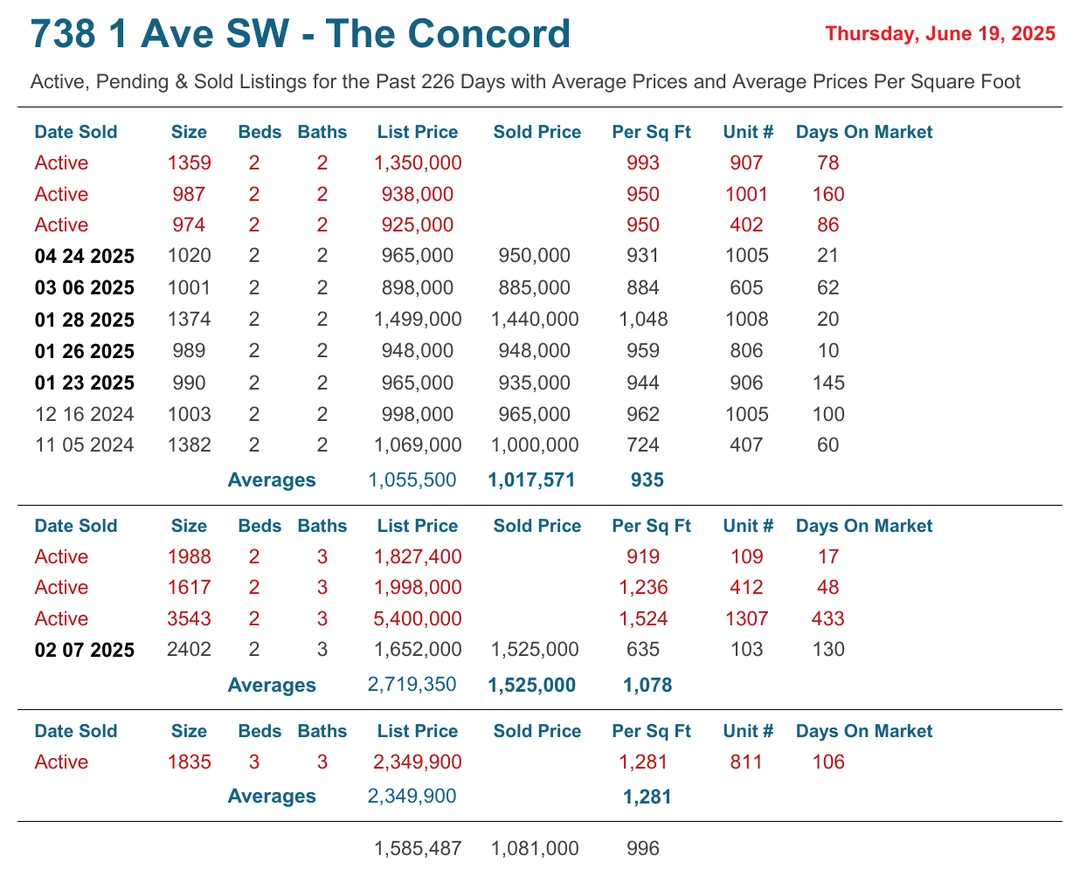 738 1 Ave SW - The Concord Thursday, June 19, 2025
Active, Pending & Sold Listings for the Past 226 Days with Average Prices and Average Prices Per Square Foot
Date Sold Size Beds Baths List Price Sold Price Per Sq Ft Unit # Days On Market
Active 1359 2 2 1,350,000 993 907 78
Active 987 2 2 938,000 950 1001 160
Active 974 2 2 925,000 950 402 86
04 24 2025 1020 2 2 965,000 950,000 931 1005 21
03 06 2025 1001 2 2 898,000 885,000 884 605 62
01 28 2025 1374 2 2 1,499,000 1,440,000 1,048 1008 20
01 26 2025 989 2 2 948,000 948,000 959 806 10
01 23 2025 990 2 2 965,000 935,000 944 906 145
12 16 2024 1003 2 2 998,000 965,000 962 1005 100
11 05 2024 1382 2 2 1,069,000 1,000,000 724 407 60
Averages 1,055,500 1,017,571 935
Date Sold Size Beds Baths List Price Sold Price Per Sq Ft Unit # Days On Market
Active 1988 2 3 1,827,400 919 109 17
Active 1617 2 3 1,998,000 1,236 412 48
Active 3543 2 3 5,400,000 1,524 1307 433
02 07 2025 2402 2 3 1,652,000 1,525,000 635 103 130
Averages 2,719,350 1,525,000 1,078
Date Sold Size Beds Baths List Price Sold Price Per Sq Ft Unit # Days On Market
Active 1835 3 3 2,349,900 1,281 811 106
Averages 2,349,900 1,281
1,585,487 1,081,000 996